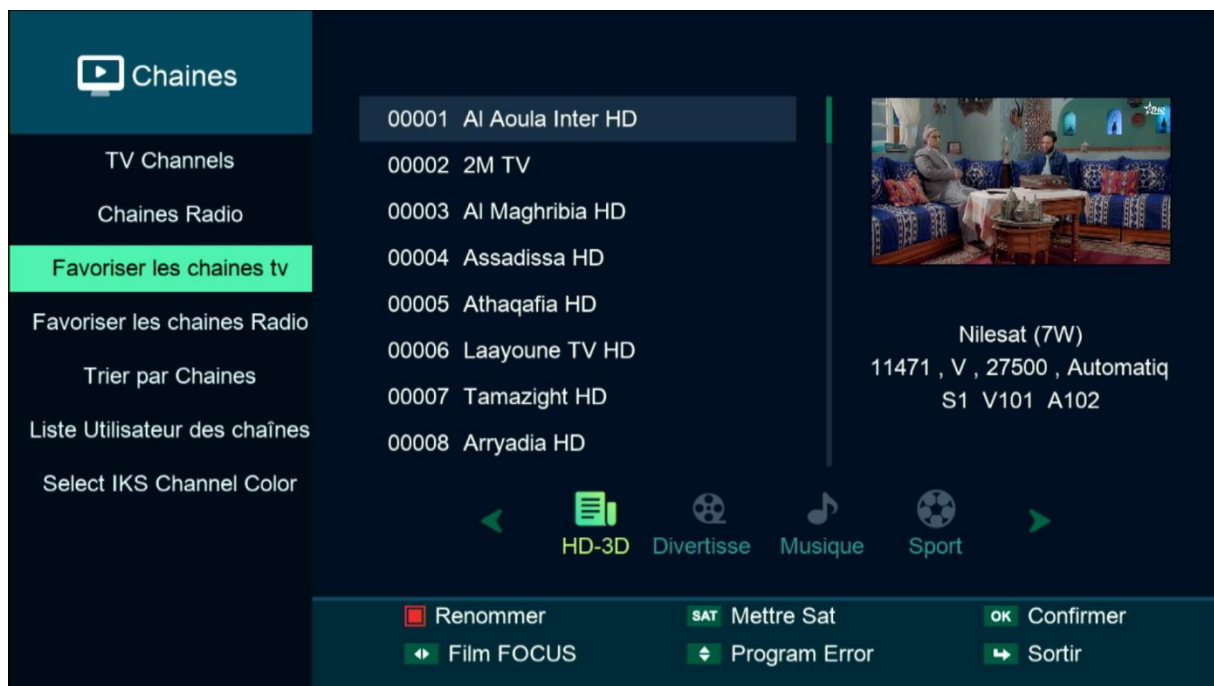 Chaines
TV Channels
Chaines Radio
Favoriser les chaines tv
Favoriser les chaines Radio
Trier par Chaines
Liste Utilisateur des chaînes
Select IKS Channel Color
00001 Al Aoula Inter HD
00002 2M TV
00003 Al Maghribia HD
00004 Assadissa HD
00005 Athaqafia HD
00006 Laayoune TV HD
00007 Tamazight HD
00008 Arryadia HD
Nilesat (7W)
11471 , V , 27500 , Automatiq
S1 V101 A102
HD-3D Divertisse Musique Sport
Renommer SAT Mettre Sat OK Confirmer
Film FOCUS Program Error Sortir